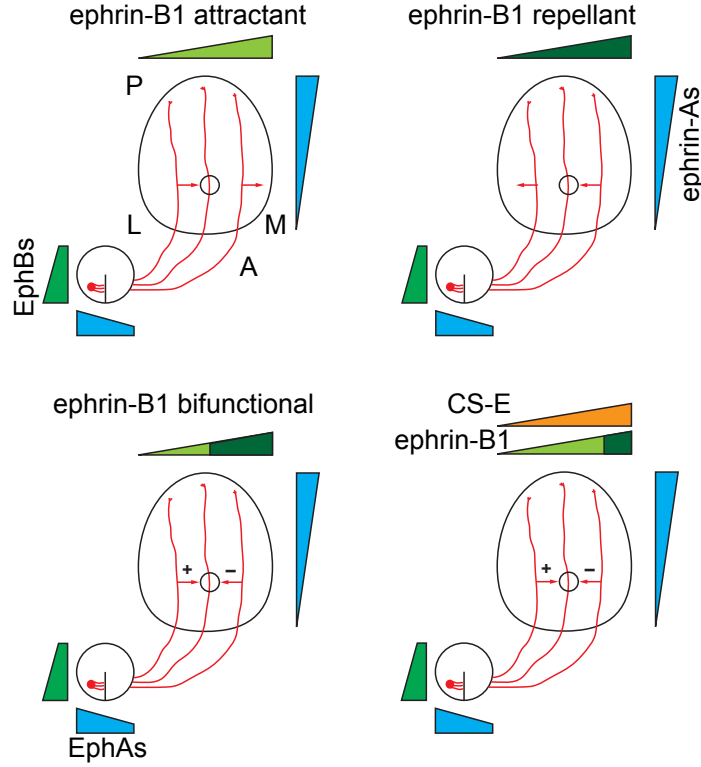 ephrin-B1 attractant
ephrin-B1 repellant
P
ephrin-As
L
M
A
EphBs
ephrin-B1 bifunctional
CS-E
ephrin-B1
+
–
+
–
EphAs